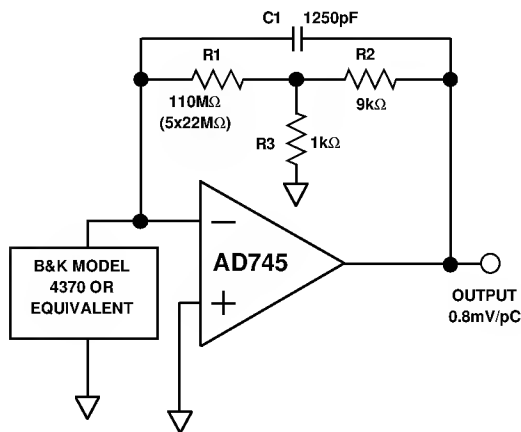 C1 1250pF
R1
R2
110MΩ
(5x22MΩ)
9kΩ
R3 1kΩ
AD745
B&K MODEL
4370 OR
EQUIVALENT
OUTPUT
0.8mV/pC